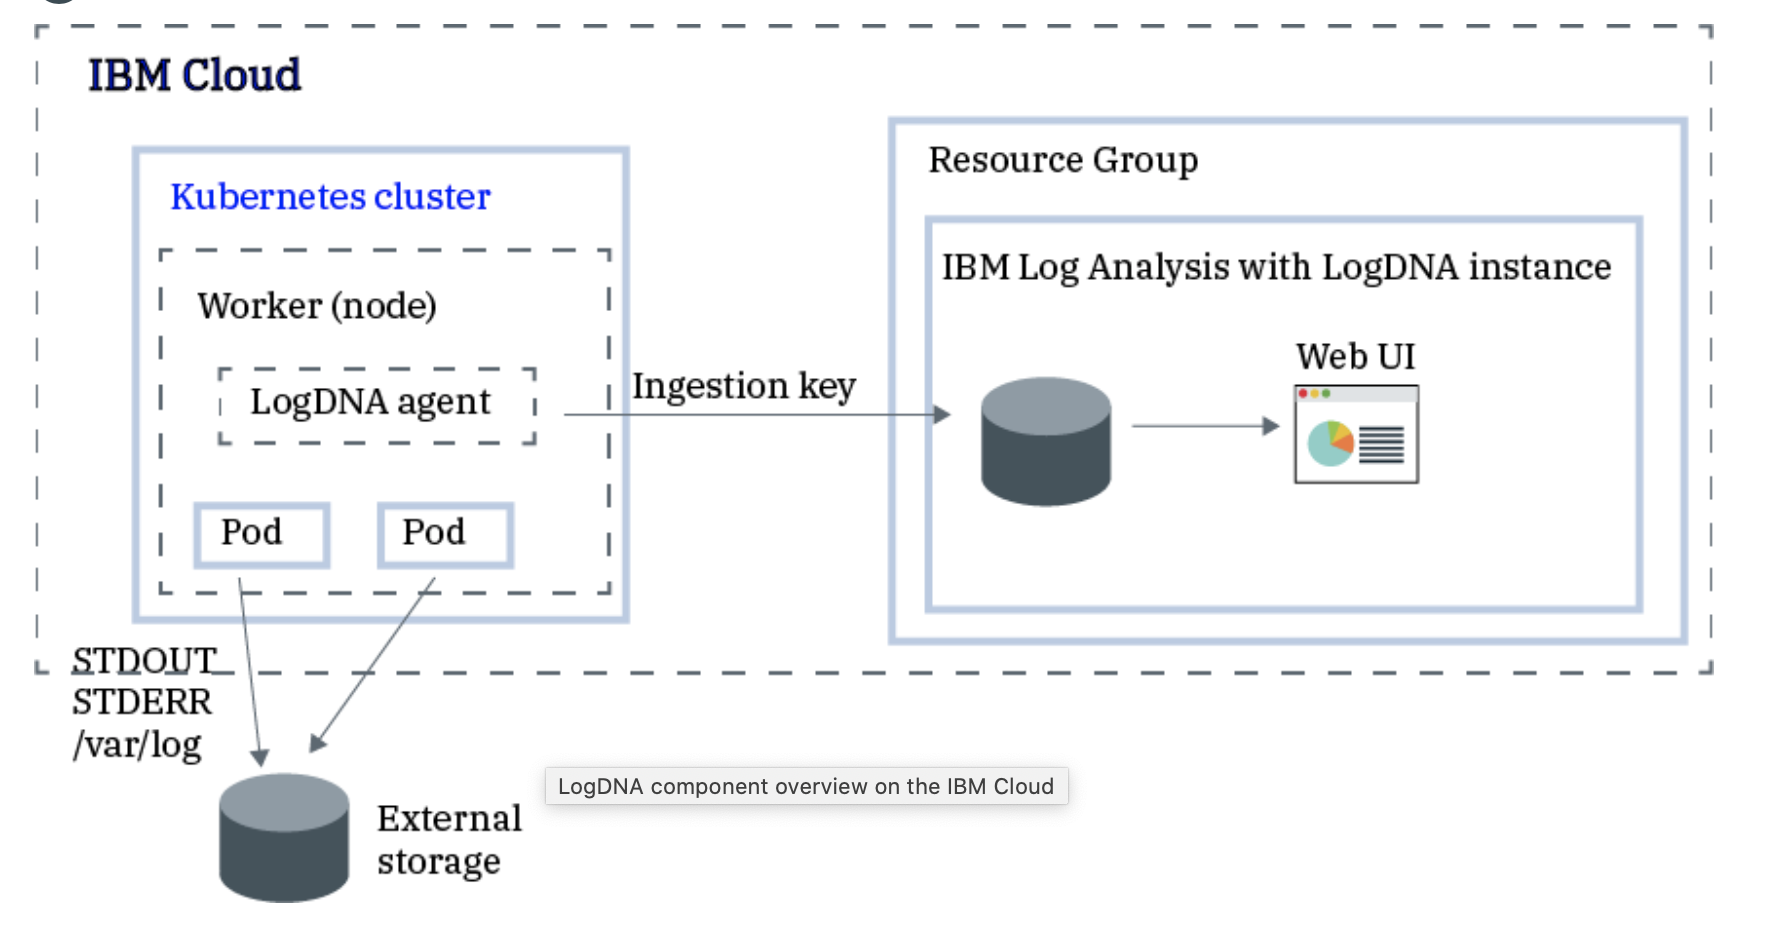 IBM Cloud
Kubernetes cluster
Worker (node)
LogDNA agent
Pod
Pod
Ingestion key
Resource Group
IBM Log Analysis with LogDNA instance
Web UI
STDOUT
STDERR
/var/log
External
storage
LogDNA component overview on the IBM Cloud